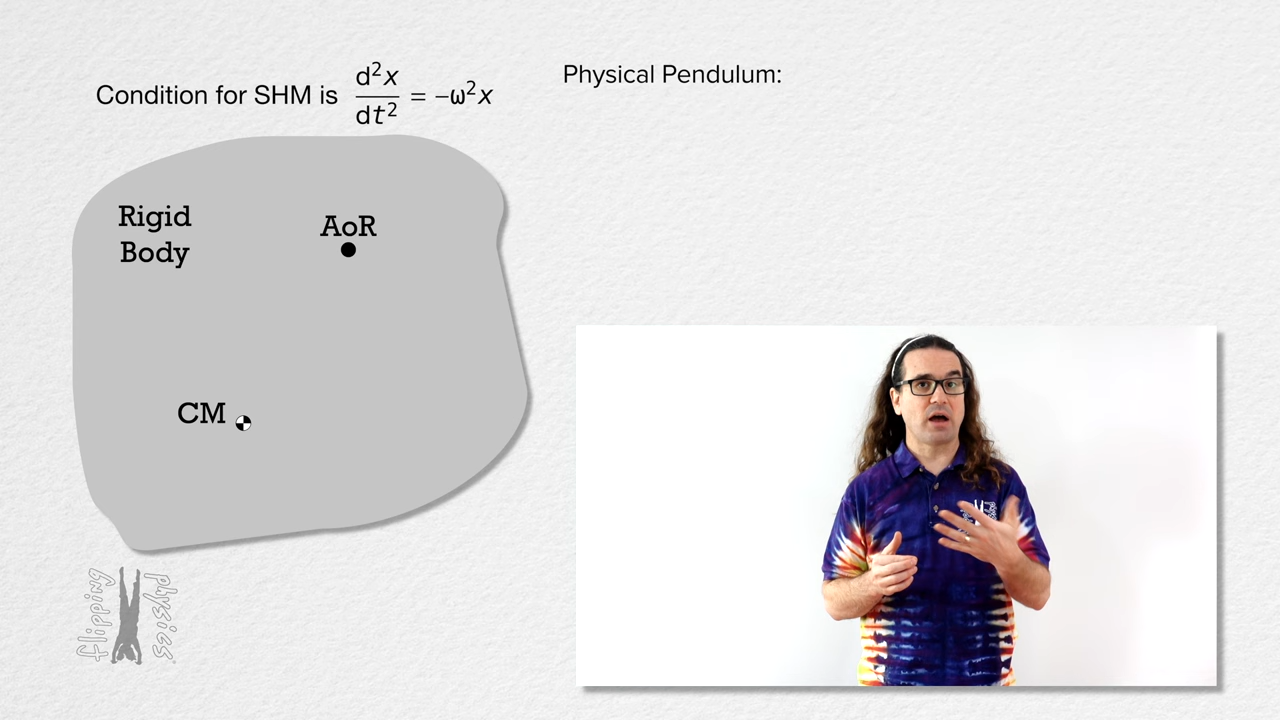 Condition for SHM is d²x/dt² = −ω²x
Physical Pendulum:
Rigid
Body
AoR
CM
flipping
physics